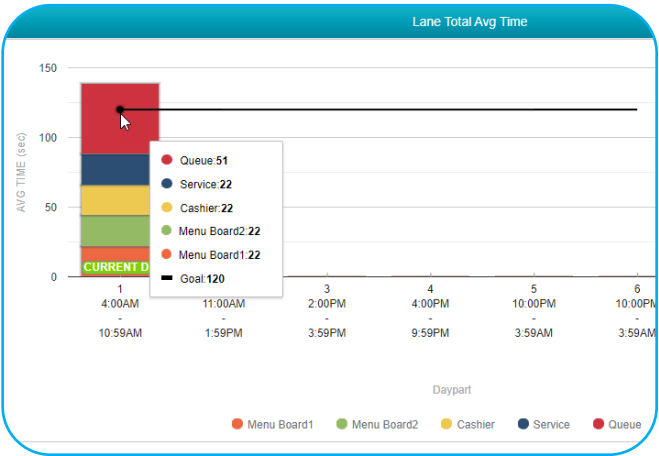 Lane Total Avg Time
150
100
50
0
AVG TIME (sec)
CURRENT D
Queue:51
Service:22
Cashier:22
Menu Board2:22
Menu Board1:22
Goal:120
1
4:00AM
-
10:59AM
11:00AM
-
1:59PM
3
2:00PM
-
3:59PM
4
4:00PM
-
9:59PM
5
10:00PM
-
3:59AM
6
10:00PM
-
3:59AM
Daypart
Menu Board1 Menu Board2 Cashier Service Queue